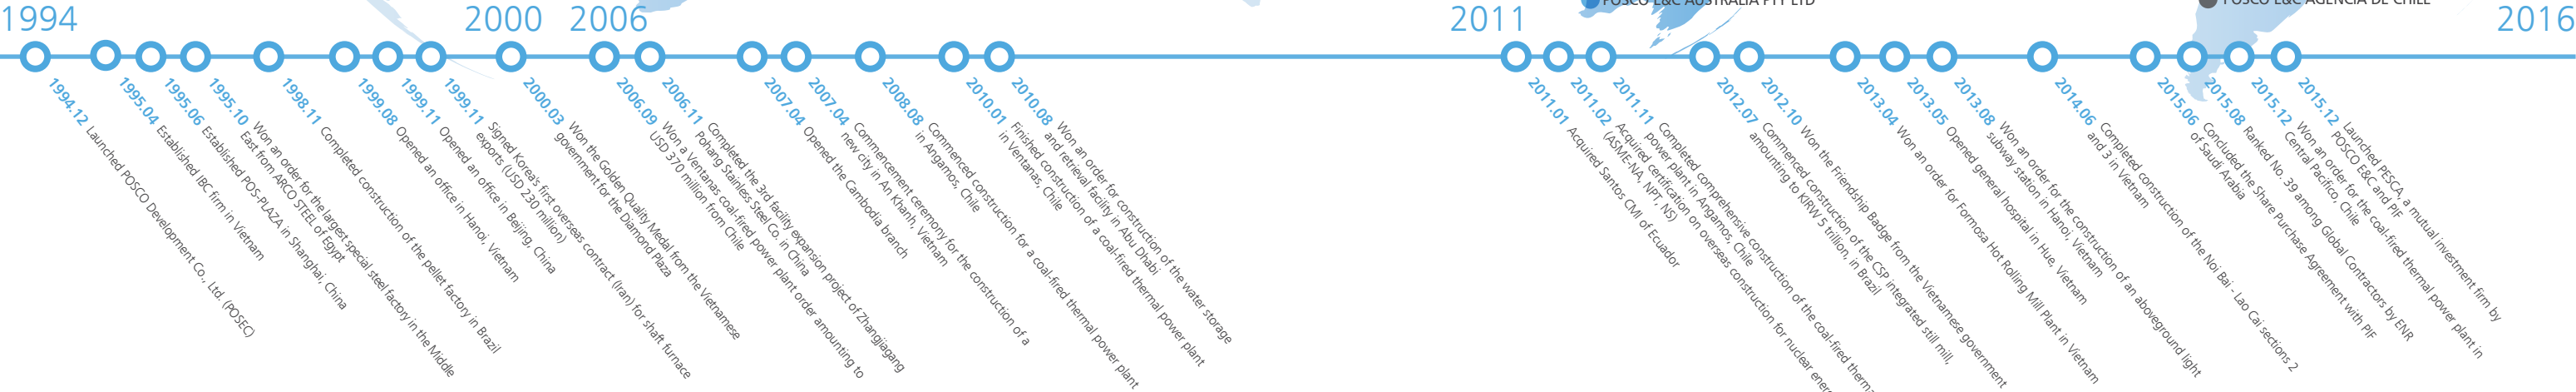 POSCO E&C AUSTRALIA PTY LTD
POSCO E&C AGENCIA DE CHILE
1994
2000
2006
2011
2016
1994.12
Launched POSCO Development Co., Ltd. (POSEC)
1995.04
Established IBC firm in Vietnam
1995.06
Established POS-PLAZA in Shanghai, China
1995.10
Won an order for the largest special steel factory in the Middle
East from ARCO STEEL of Egypt
1998.11
Completed construction of the pellet factory in Brazil
1999.08
Opened an office in Hanoi, Vietnam
1999.11
Opened an office in Beijing, China
1999.11
Signed Korea's first overseas contract (Iran) for shaft furnace
exports (USD 230 million)
2000.03
Won the Golden Quality Medal from the Vietnamese
government for the Diamond Plaza
2006.09
Won a Ventanas coal-fired power plant order amounting to
USD 370 million from Chile
2006.11
Completed the 3rd facility expansion project of Zhangjiagang
Pohang Stainless Steel Co. in China
2007.04
Opened the Cambodia branch
2007.04
Commencement ceremony for the construction of a
new city in An Khanh, Vietnam
2008.08
Commenced construction for a coal-fired thermal power plant
in Angamos, Chile
2010.01
Finished construction of a coal-fired thermal power plant
in Ventanas, Chile
2010.08
Won an order for construction of the water storage
and retrieval facility in Abu Dhabi
2011.01
Acquired Santos CMI of Ecuador
2011.02
Acquired certification on overseas construction for nuclear
(ASME-NA, NPT, NS)
2011.11
Completed comprehensive construction of the coal-fired
power plant in Angamos, Chile
2012.07
Commenced construction of the CSP integrated still mill,
amounting to KRW 5 trillion, in Brazil
2012.10
Won the Friendship Badge from the Vietnamese government
2013.04
Won an order for Formosa Hot Rolling Mill Plant in Vietnam
2013.05
Opened general hospital in Hue, Vietnam
2013.08
Won an order for the construction of an aboveground light
subway station in Hanoi, Vietnam
2014.06
Completed construction of the Noi Bai - Lao Cai sections 2
and 3 in Vietnam
2015.06
Concluded the Share Purchase Agreement with PIF
of Saudi Arabia
2015.08
Ranked No. 39 among Global Contractors by ENR
2015.12
Won an order for the coal-fired thermal power plant in
Central Pacifico, Chile
2015.12
Launched PESCA, a mutual investment firm by
POSCO E&C and PIF